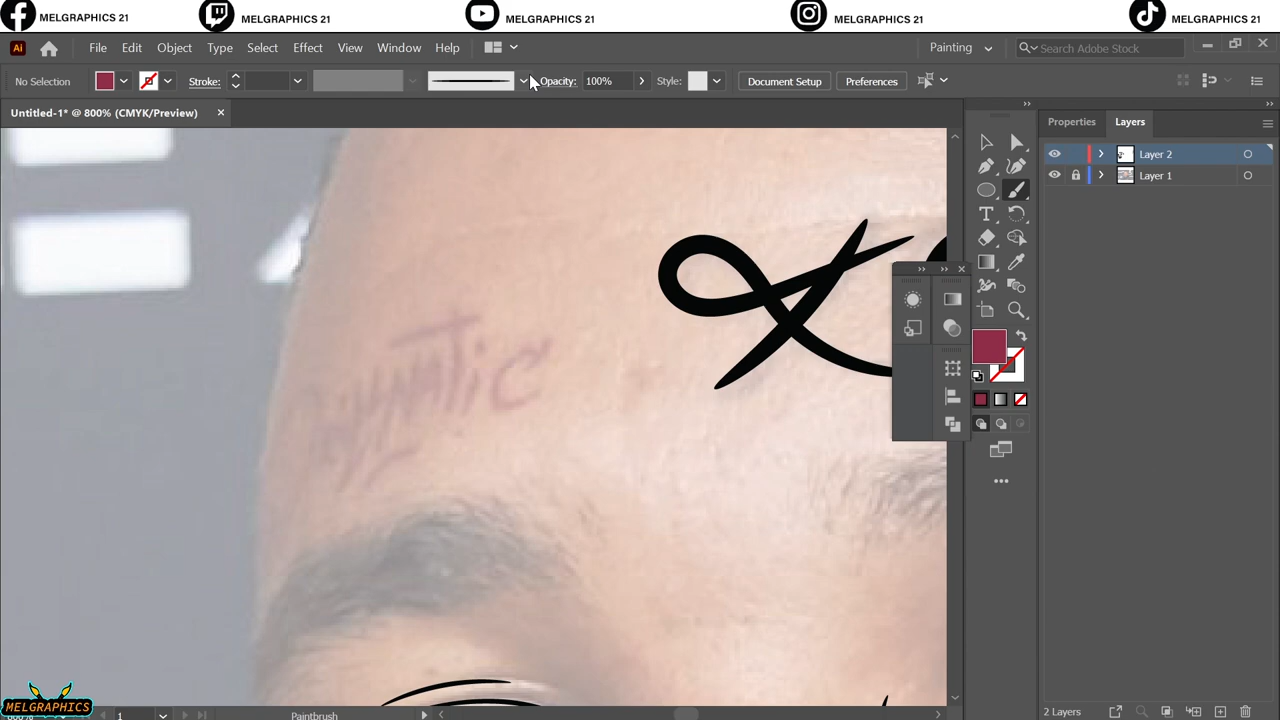 MELGRAPHICS 21 MELGRAPHICS 21 MELGRAPHICS 21 MELGRAPHICS 21 MELGRAPHICS 21
Ai File Edit Object Type Select Effect View Window Help Painting Search Adobe Stock
No Selection Stroke: Opacity: 100% Style: Document Setup Preferences
Untitled-1* @ 800% (CMYK/Preview)
Properties Layers
Layer 2
Layer 1
MELGRAPHICS
1 Paintbrush 2 Layers